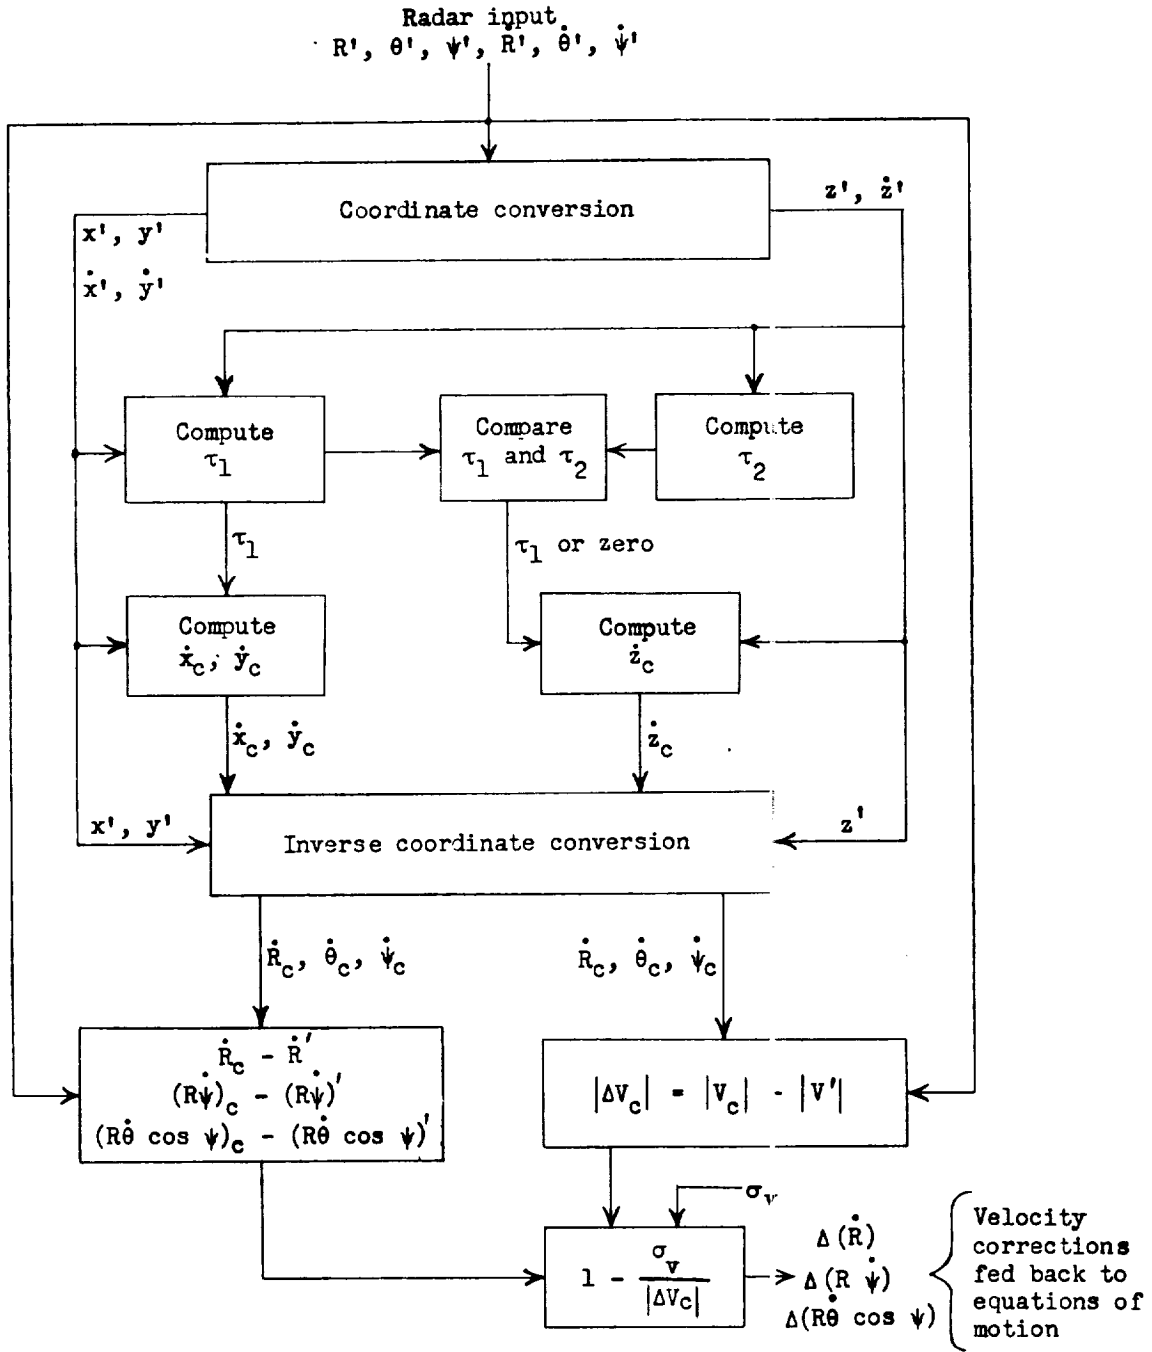 Radar input
R', θ', ψ', Ṙ', θ̇', ψ̇'
Coordinate conversion
z', ż'
x', y'
ẋ', ẏ'
Compute
τ₁
Compare
τ₁ and τ₂
Compute
τ₂
τ₁
τ₁ or zero
Compute
ẋc, ẏc
Compute
żc
ẋc, ẏc
żc
x', y'
Inverse coordinate conversion
z'
Ṙc, θ̇c, ψ̇c
Ṙc, θ̇c, ψ̇c
Ṙc - Ṙ'
(Rψ̇)c - (Rψ̇)'
(Rθ̇ cos ψ)c - (Rθ̇ cos ψ)'
|ΔVc| = |Vc| - |V'|
σv
1 - σv/|ΔVc|
Δ(Ṙ)
Δ(R ψ̇)
Δ(Rθ̇ cos ψ)
Velocity
corrections
fed back to
equations of
motion